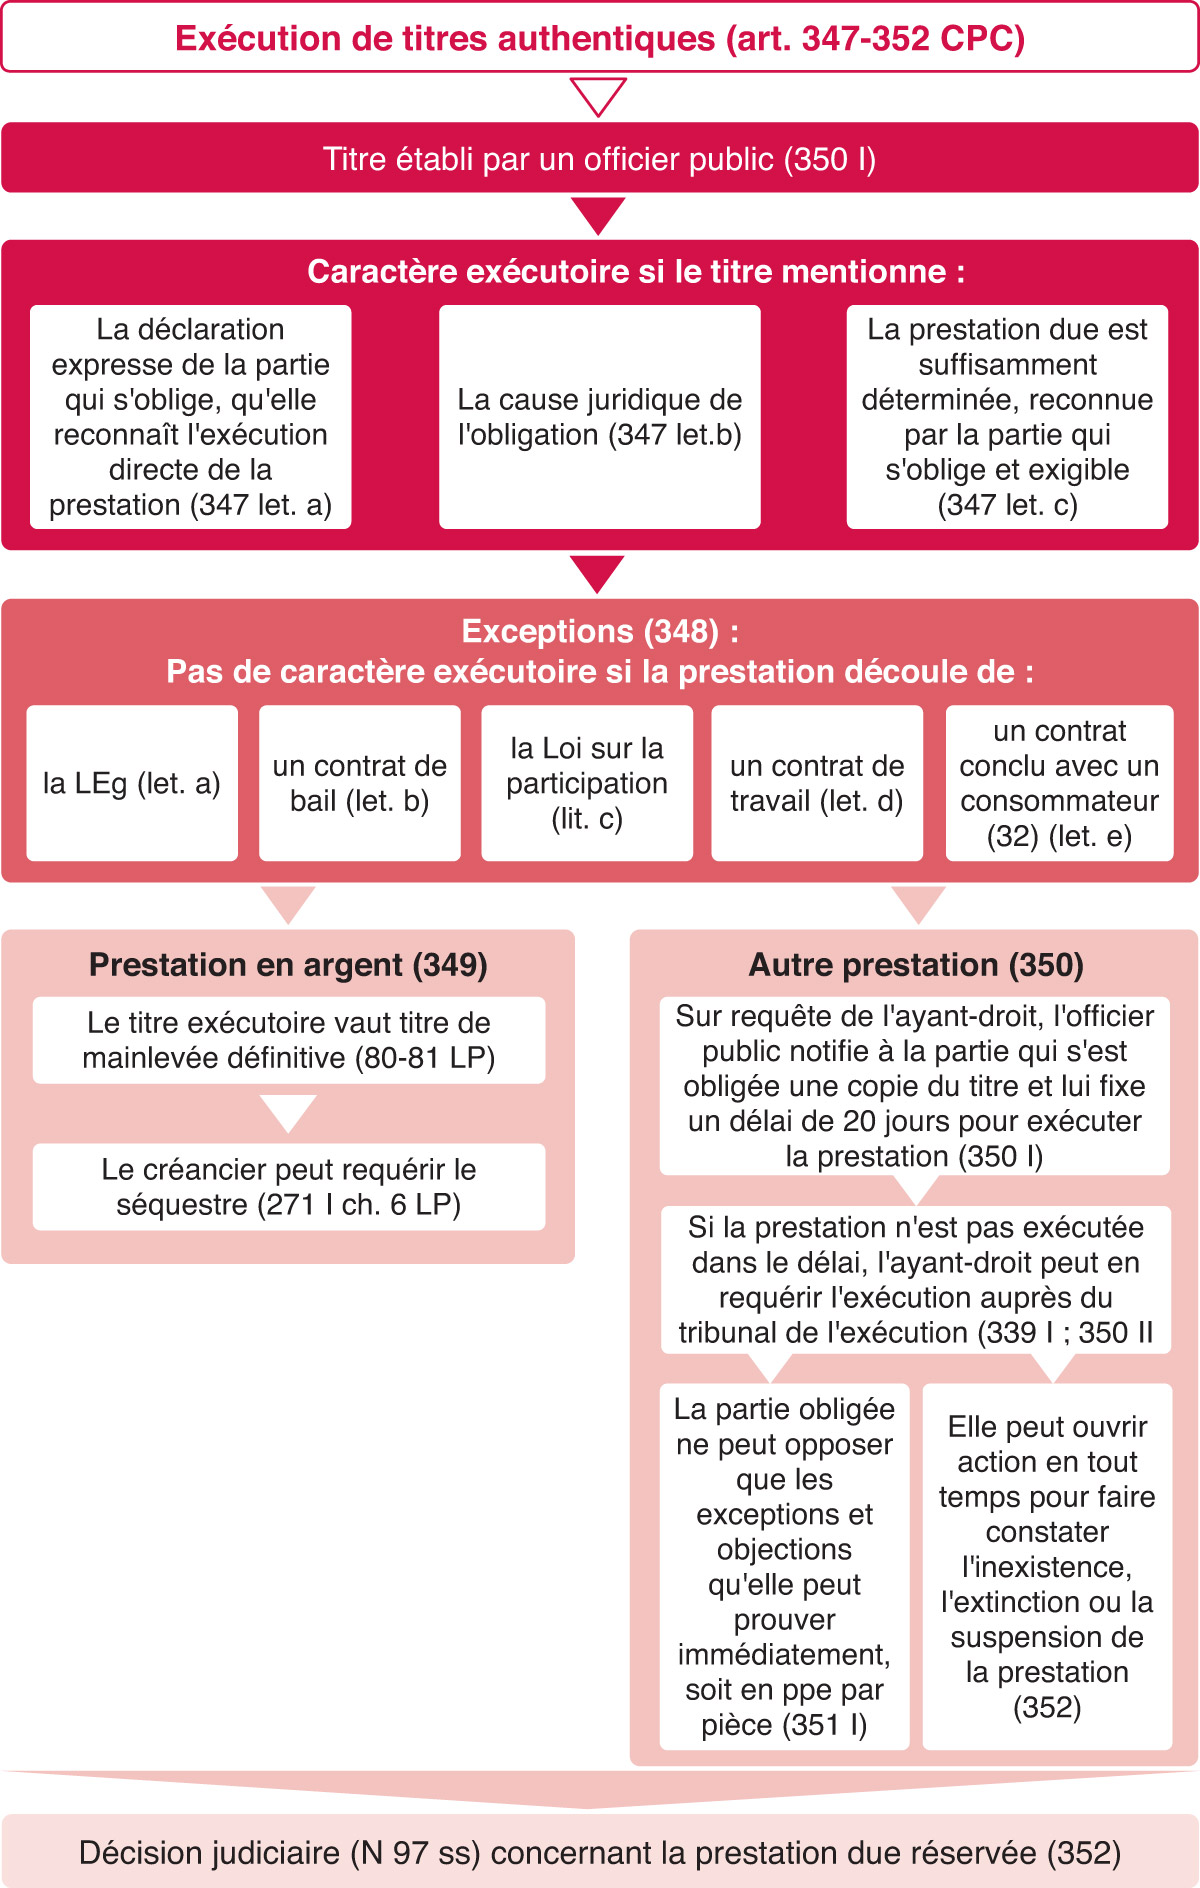 Exécution de titres authentiques (art. 347-352 CPC)
Titre établi par un officier public (350 I)
Caractère exécutoire si le titre mentionne :
La déclaration
expresse de la partie
qui s'oblige, qu'elle
reconnaît l'exécution
directe de la
prestation (347 let. a)
La cause juridique de
l'obligation (347 let.b)
La prestation due est
suffisamment
déterminée, reconnue
par la partie qui
s'oblige et exigible
(347 let. c)
Exceptions (348) :
Pas de caractère exécutoire si la prestation découle de :
la LEg (let. a)
un contrat de
bail (let. b)
la Loi sur la
participation
(lit. c)
un contrat de
travail (let. d)
un contrat
conclu avec un
consommateur
(32) (let. e)
Prestation en argent (349)
Le titre exécutoire vaut titre de
mainlevée définitive (80-81 LP)
Le créancier peut requérir le
séquestre (271 I ch. 6 LP)
Autre prestation (350)
Sur requête de l'ayant-droit, l'officier
public notifie à la partie qui s'est
obligée une copie du titre et lui fixe
un délai de 20 jours pour exécuter
la prestation (350 I)
Si la prestation n'est pas exécutée
dans le délai, l'ayant-droit peut en
requérir l'exécution auprès du
tribunal de l'exécution (339 I ; 350 II
La partie obligée
ne peut opposer
que les
exceptions et
objections
qu'elle peut
prouver
immédiatement,
soit en ppe par
pièce (351 I)
Elle peut ouvrir
action en tout
temps pour faire
constater
l'inexistence,
l'extinction ou la
suspension de
la prestation
(352)
Décision judiciaire (N 97 ss) concernant la prestation due réservée (352)